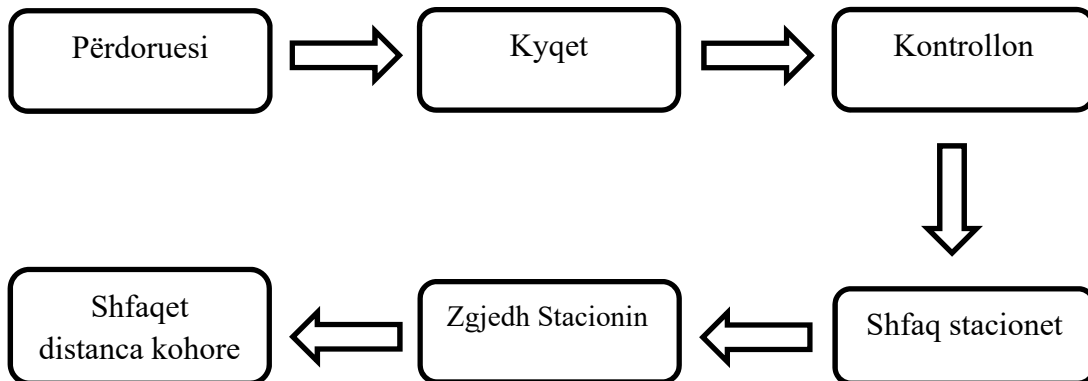 Përdoruesi
Kyqet
Kontrollon
Shfaq stacionet
Zgjedh Stacionin
Shfaqet
distanca kohore